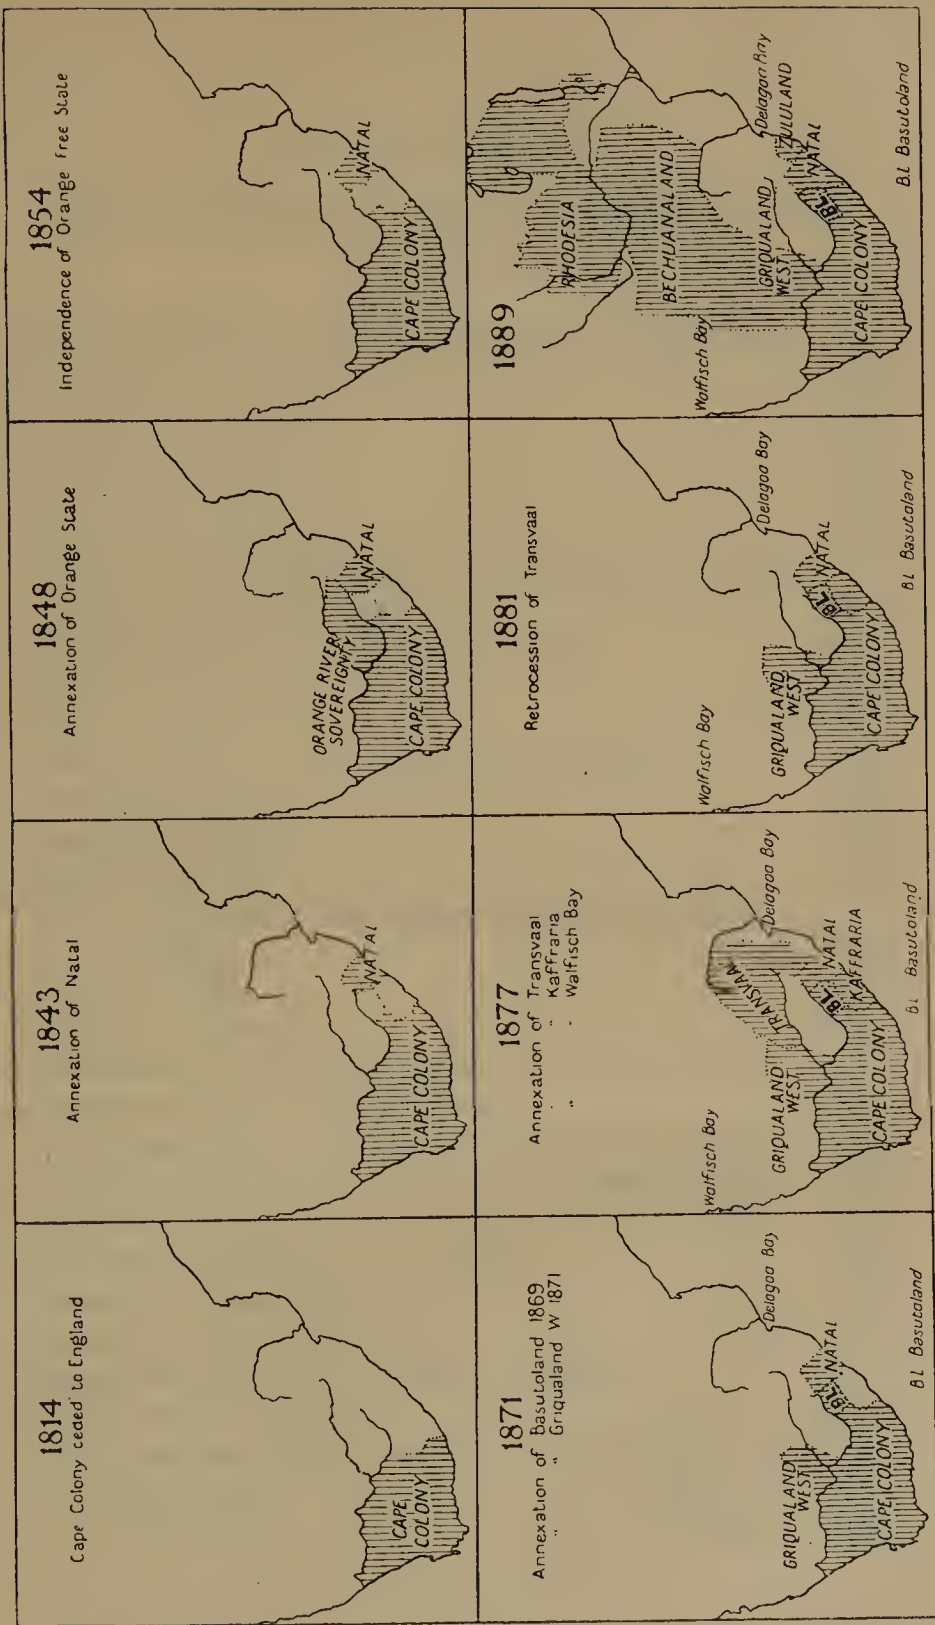 1814
Cape Colony ceded to England
CAPE
COLONY
1843
Annexation of Natal
NATAL
CAPE COLONY
1848
Annexation of Orange State
ORANGE RIVER
SOVEREIGNTY
NATAL
CAPE COLONY
1854
Independence of Orange Free State
NATAL
CAPE COLONY
1871
Annexation of Basutoland 1869
" " Griqualand W 1871
Delagoa Bay
GRIQUALAND
WEST
BL
NATAL
CAPE COLONY
BL Basutoland
1877
Annexation of Transvaal
" " Kaffraria
" " Walfisch Bay
Walfisch Bay
Delagoa Bay
TRANSVAAL
GRIQUALAND
WEST
BL
NATAL
KAFFRARIA
CAPE COLONY
BL Basutoland
1881
Retrocession of Transvaal
Walfisch Bay
Delagoa Bay
GRIQUALAND
WEST
BL
NATAL
CAPE COLONY
BL Basutoland
1889
RHODESIA
BECHUANALAND
Walfisch Bay
Delagoa Bay
GRIQUALAND
WEST
ZULULAND
NATAL
BL
CAPE COLONY
BL Basutoland